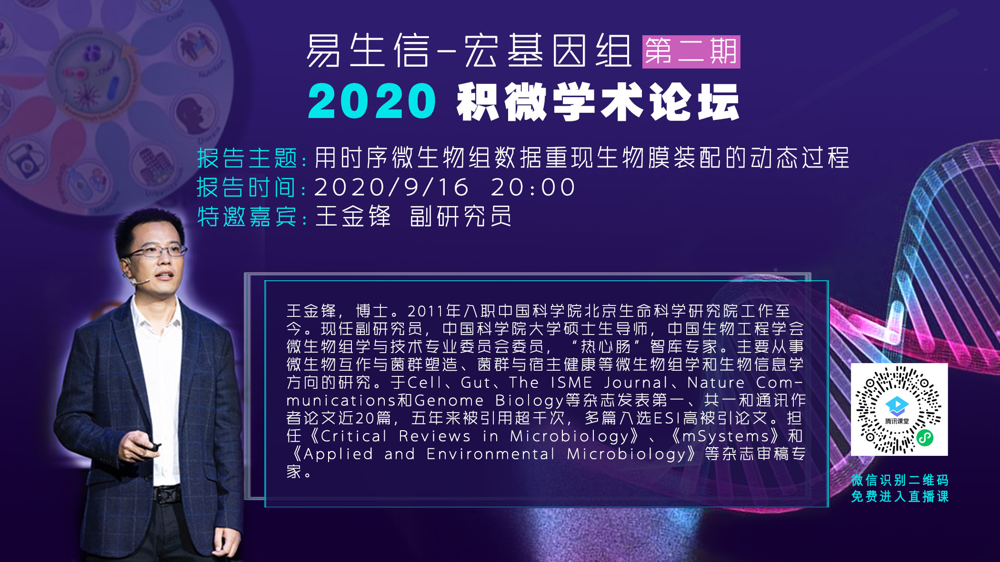 易生信-宏基因组 第二期
2020 积微学术论坛
报告主题: 用时序微生物组数据重现生物膜装配的动态过程
报告时间: 2020/9/16 20:00
特邀嘉宾: 王金锋 副研究员
王金锋，博士。2011年入职中国科学院北京生命科学研究院工作至
今。现任副研究员，中国科学院大学硕士生导师，中国生物工程学会
微生物组学与技术专业委员会委员，“热心肠”智库专家。主要从事
微生物互作与菌群塑造、菌群与宿主健康等微生物组学和生物信息学
方向的研究。于Cell、Gut、The ISME Journal、Nature Com-
munications和Genome Biology等杂志发表第一、共一和通讯作
者论文近20篇，五年来被引用超千次，多篇入选ESI高被引论文。担
任《Critical Reviews in Microbiology》、《mSystems》和
《Applied and Environmental Microbiology》等杂志审稿专
家。
腾讯课堂
微信识别二维码
免费进入直播课
Crops
Nutrition
Disease